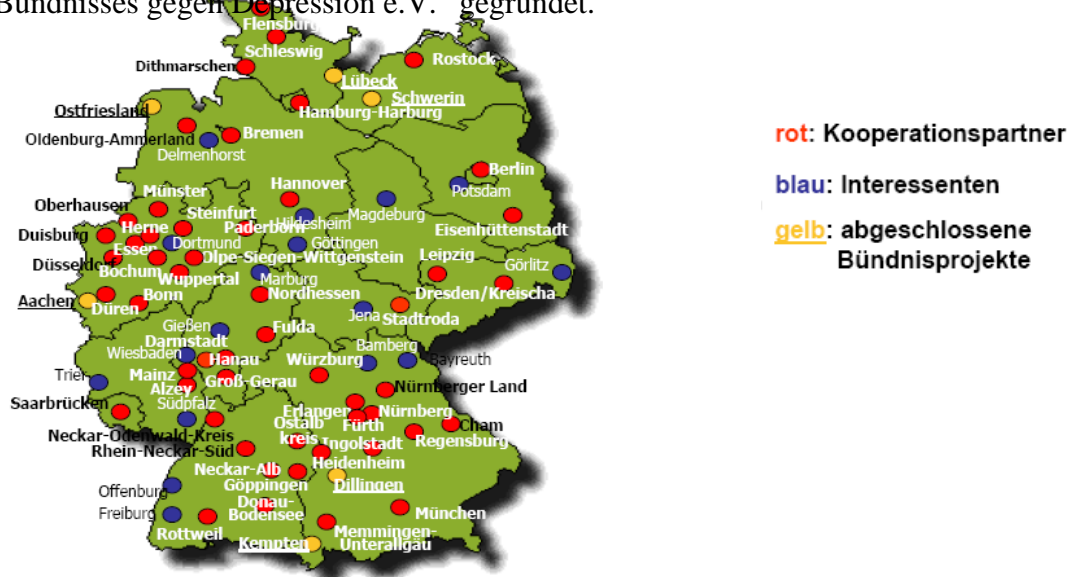 Bündnisses gegen Depression e.V.“ gegründet.
Flensburg
Schleswig
Dithmarschen
Rostock
Lübeck
Schwerin
Ostfriesland
Hamburg-Harburg
Oldenburg-Ammerland
Bremen
Delmenhorst
Berlin
Potsdam
Münster
Hannover
Magdeburg
Oberhausen
Steinfurt
Hildesheim
Herne
Paderborn
Eisenhüttenstadt
Duisburg
Dortmund
Göttingen
Essen
Olpe-Siegen-Wittgenstein
Leipzig
Düsseldorf
Bochum
Görlitz
Wuppertal
Marburg
Aachen
Bonn
Nordhessen
Dresden/Kreischa
Düren
Jena
Stadtroda
Gießen
Fulda
Darmstadt
Bamberg
Wiesbaden
Hanau
Würzburg
Bayreuth
Trier
Mainz
Groß-Gerau
Alzey
Nürnberger Land
Saarbrücken
Südpfalz
Erlangen
Nürnberg
Ostalb
kreis
Fürth
Cham
Neckar-Odenwald-Kreis
Ingolstadt
Regensburg
Rhein-Neckar-Süd
Heidenheim
Neckar-Alb
Göppingen
Dillingen
Offenburg
Donau-
Bodensee
Freiburg
München
Rottweil
Memmingen-
Unterallgäu
Kempten
rot: Kooperationspartner
blau: Interessenten
gelb: abgeschlossene
Bündnisprojekte